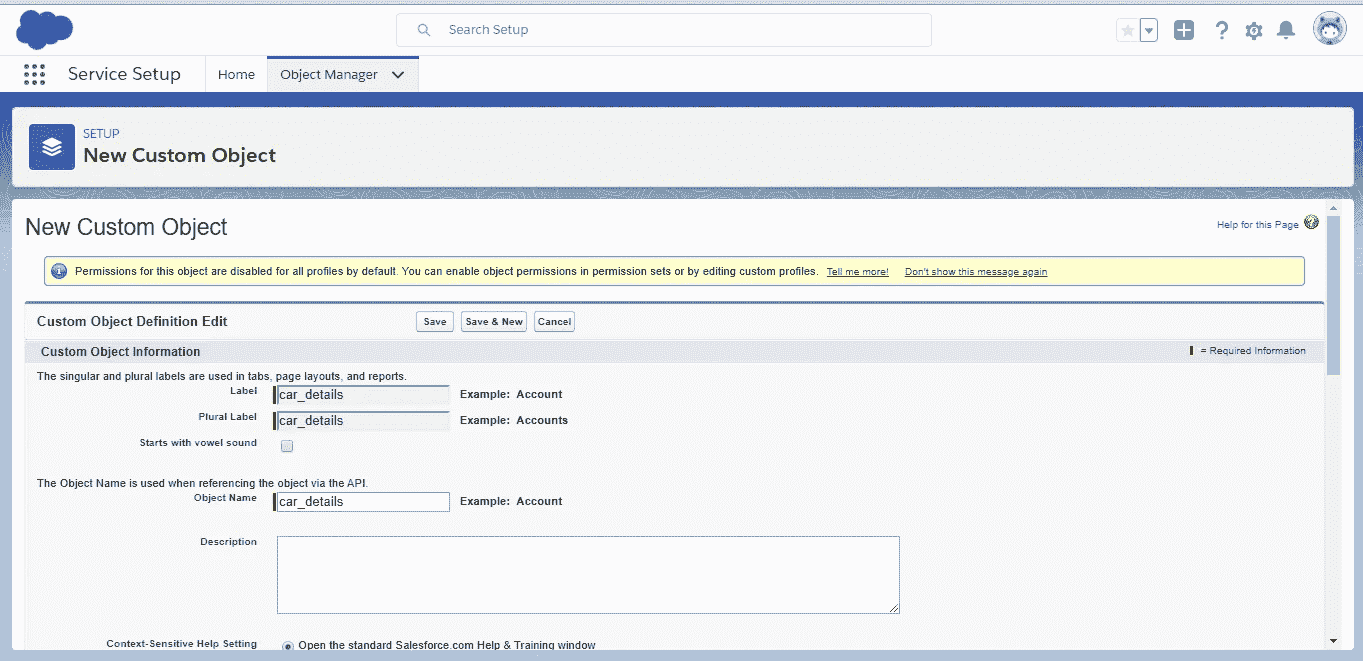 Search Setup
Service Setup Home Object Manager
SETUP
New Custom Object
New Custom Object Help for this Page
Permissions for this object are disabled for all profiles by default. You can enable object permissions in permission sets or by editing custom profiles. Tell me more! Don't show this message again
Custom Object Definition Edit Save Save & New Cancel
Custom Object Information = Required Information
The singular and plural labels are used in tabs, page layouts, and reports.
Label car_details Example: Account
Plural Label car_details Example: Accounts
Starts with vowel sound
The Object Name is used when referencing the object via the API.
Object Name car_details Example: Account
Description
Context-Sensitive Help Setting Open the standard Salesforce.com Help & Training window